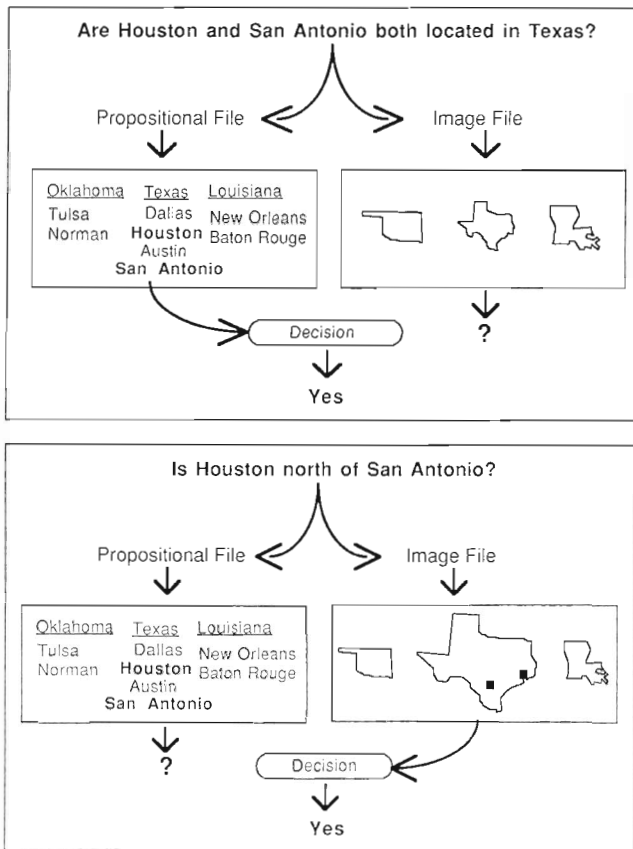 Are Houston and San Antonio both located in Texas?
Propositional File
Image File
Oklahoma Texas Louisiana
Tulsa Dallas New Orleans
Norman Houston Baton Rouge
Austin
San Antonio
Decision
?
Yes
Is Houston north of San Antonio?
Propositional File
Image File
Oklahoma Texas Louisiana
Tulsa Dallas New Orleans
Norman Houston Baton Rouge
Austin
San Antonio
?
Decision
Yes